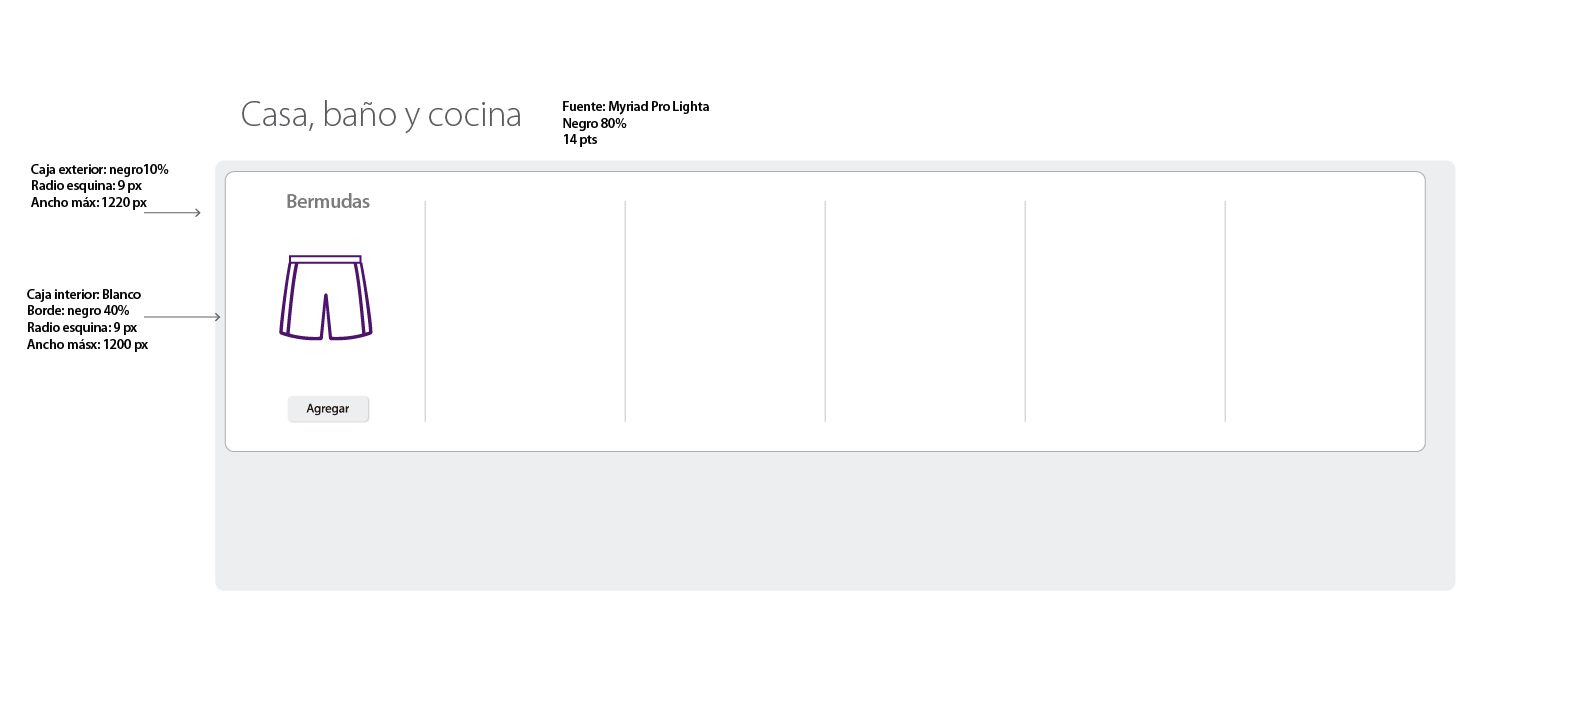 Casa, baño y cocina
Fuente: Myriad Pro Lighta
Negro 80%
14 pts
Caja exterior: negro10%
Radio esquina: 9 px
Ancho máx: 1220 px
Bermudas
Caja interior: Blanco
Borde: negro 40%
Radio esquina: 9 px
Ancho másx: 1200 px
Agregar